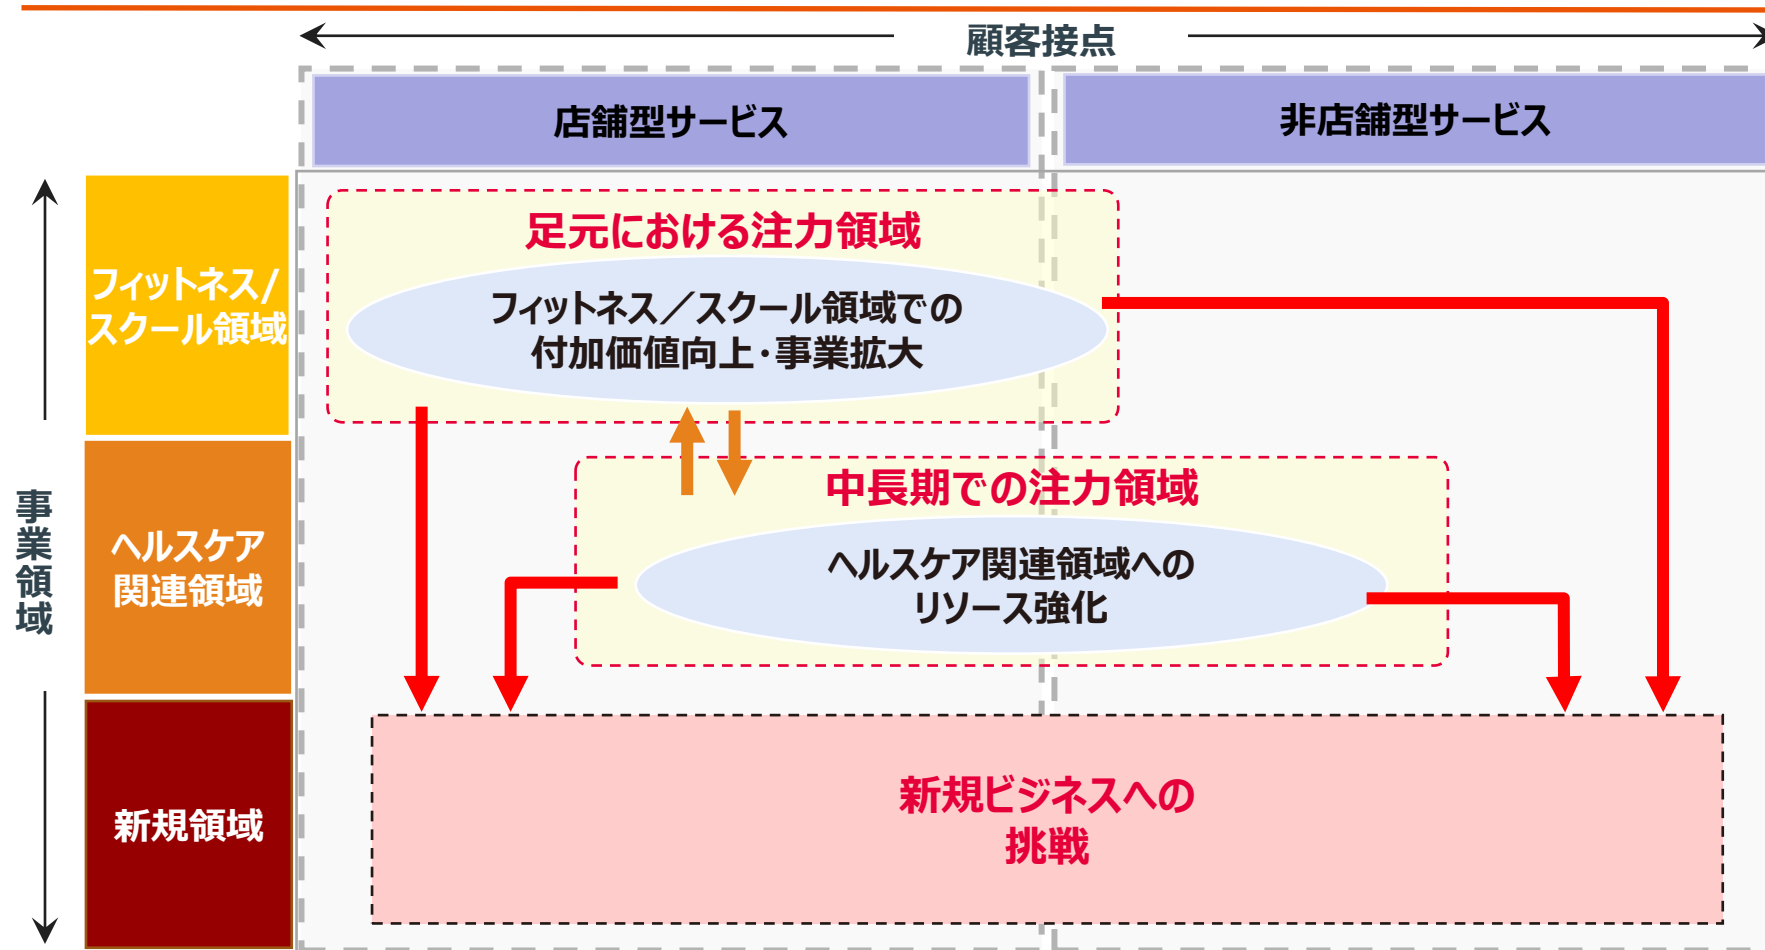 顧客接点
店舗型サービス
非店舗型サービス
足元における注力領域
フィットネス/
スクール領域
フィットネス／スクール領域での
付加価値向上・事業拡大
事業領域
中長期での注力領域
ヘルスケア
関連領域
ヘルスケア関連領域への
リソース強化
新規領域
新規ビジネスへの
挑戦